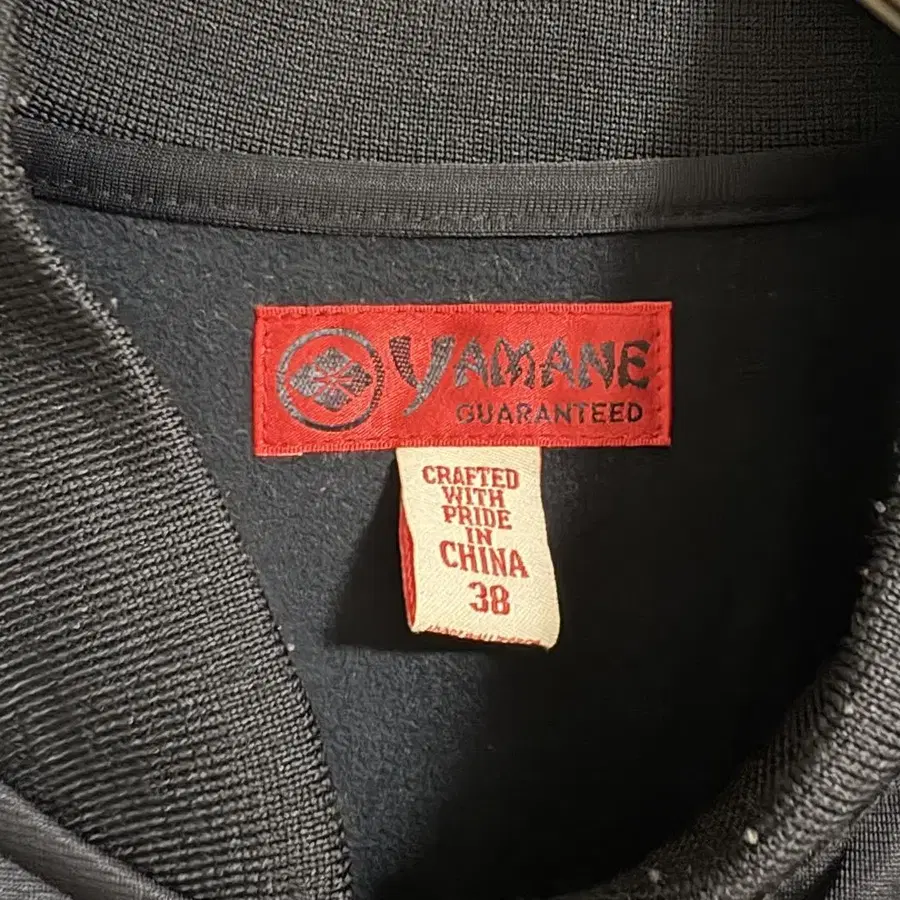 YAMANE
GUARANTEED
CRAFTED
WITH
PRIDE
IN
CHINA
38